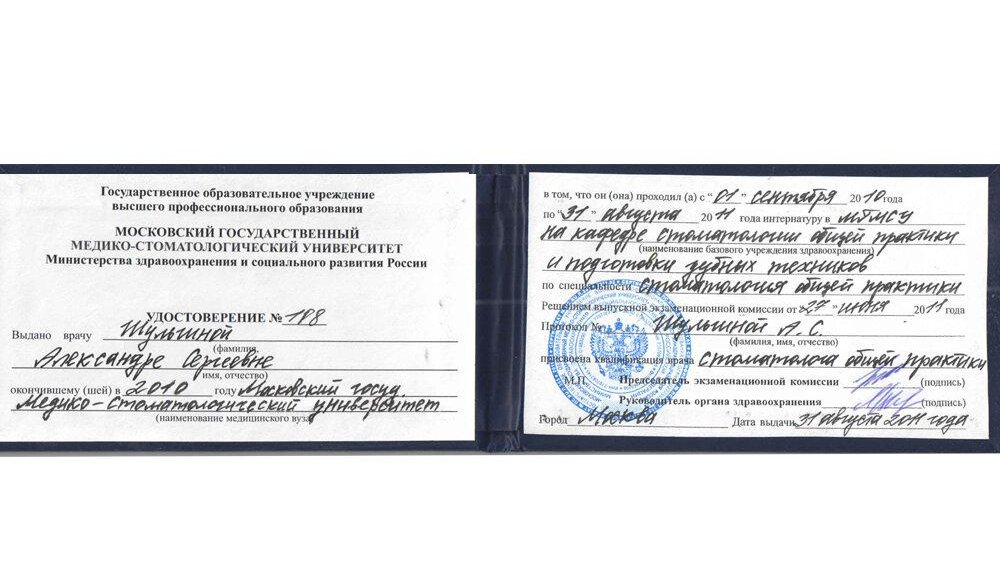 Государственное образовательное учреждение
высшего профессионального образования
МОСКОВСКИЙ ГОСУДАРСТВЕННЫЙ
МЕДИКО-СТОМАТОЛОГИЧЕСКИЙ УНИВЕРСИТЕТ
Министерства здравоохранения и социального развития России
УДОСТОВЕРЕНИЕ № 198
Выдано врачу Шульгиной
(фамилия,
Александре Сергеевне
имя, отчество)
окончившему (шей) в 2010 году Московский госуд.
Медико-Стоматологический университет
(наименование медицинского вуза)
в том, что он (она) проходил (а) с "01" сентября 2010 года
по "31" августа 2011 года интернатуру в МГМСУ
на кафедре стоматологии общей практики
(наименование базового учреждения здравоохранения)
и подготовки зубных техников
по специальности стоматология общей практики
Решением выпускной экзаменационной комиссии от 27 июня 2011 года
Протокол № Шульгиной А. С.
(фамилия, имя, отчество)
присвоена квалификация врача стоматолога общей практики
М.П. Председатель экзаменационной комиссии (подпись)
Руководитель органа здравоохранения (подпись)
Город Москва Дата выдачи 31 августа 2011 года